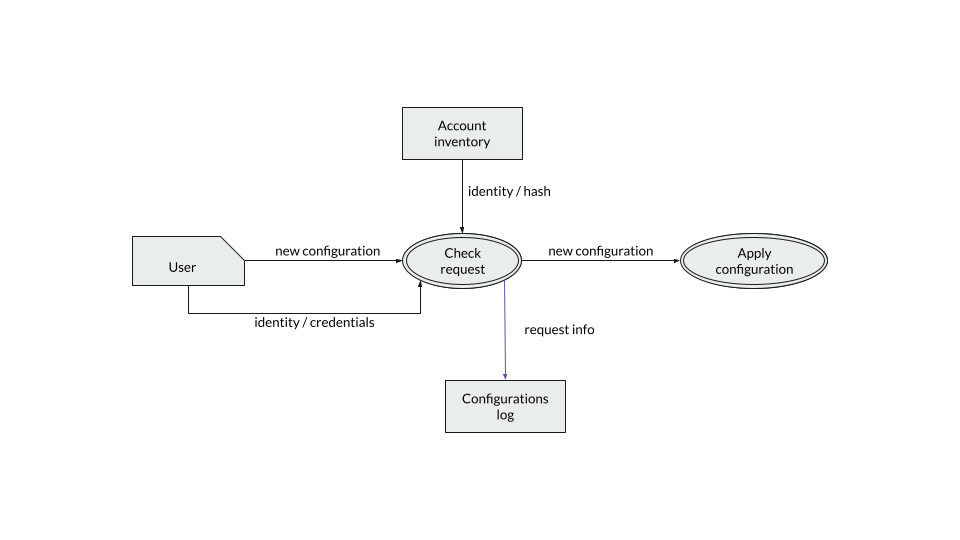 Account
inventory
identity / hash
User
new configuration
Check
request
new configuration
Apply
configuration
identity / credentials
request info
Configurations
log